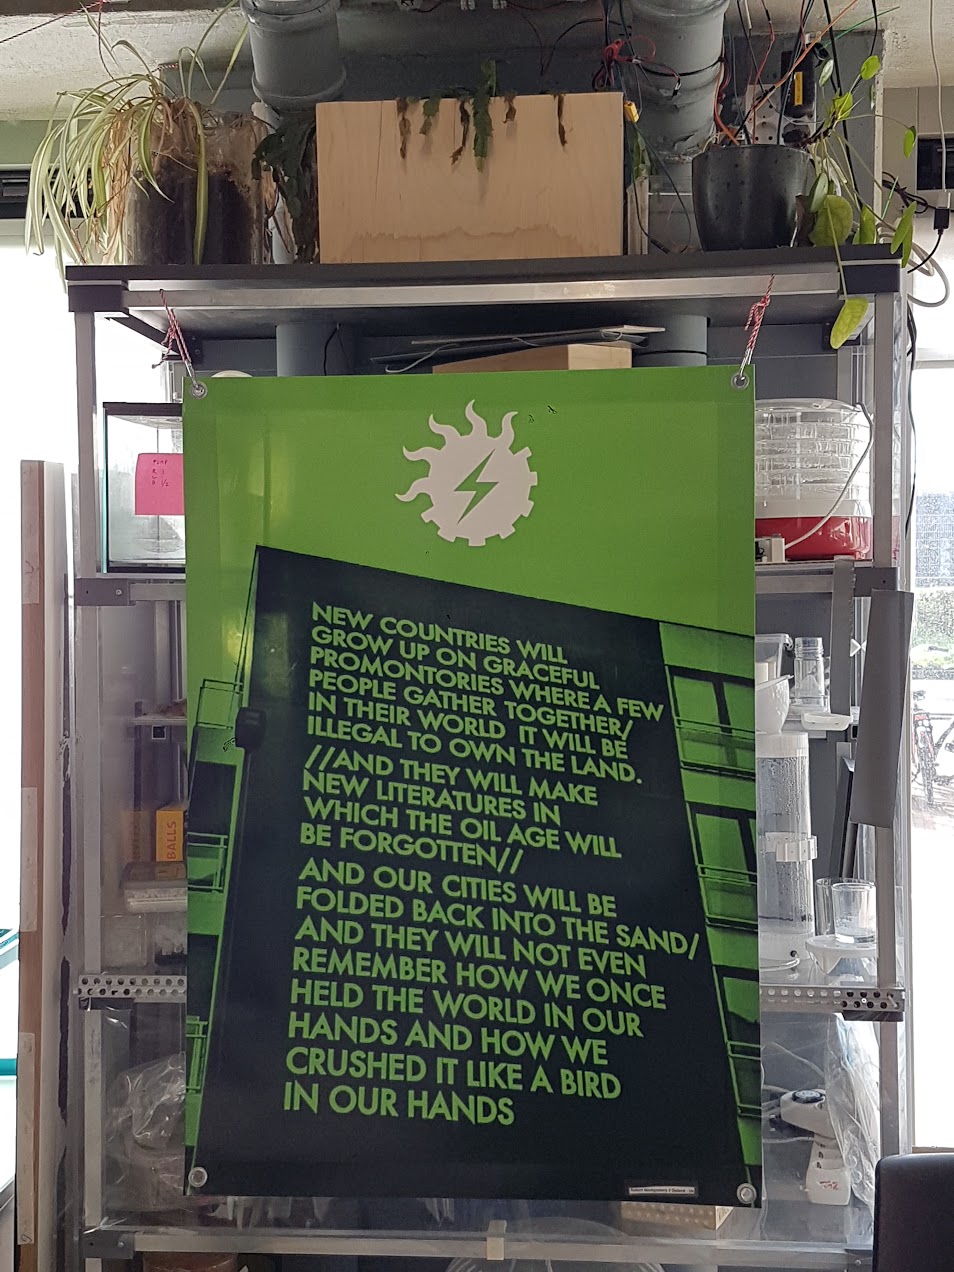 NEW COUNTRIES WILL
GROW UP ON GRACEFUL
PROMONTORIES WHERE A FEW
PEOPLE GATHER TOGETHER/
IN THEIR WORLD IT WILL BE
ILLEGAL TO OWN THE LAND.
//AND THEY WILL MAKE
NEW LITERATURES IN
WHICH THE OIL AGE WILL
BE FORGOTTEN//
AND OUR CITIES WILL BE
FOLDED BACK INTO THE SAND/
AND THEY WILL NOT EVEN
REMEMBER HOW WE ONCE
HELD THE WORLD IN OUR
HANDS AND HOW WE
CRUSHED IT LIKE A BIRD
IN OUR HANDS
BALLS